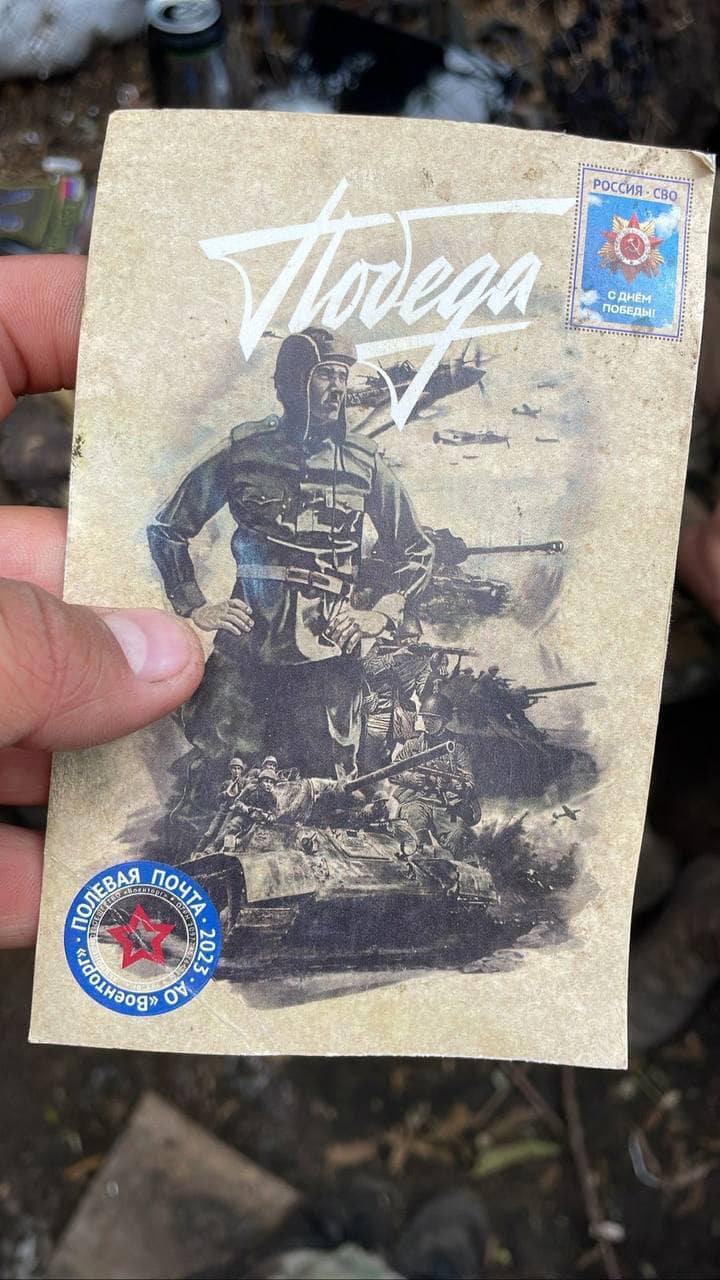 Победа
РОССИЯ - СВО
С ДНЁМ
ПОБЕДЫ!
ПОЛЕВАЯ ПОЧТА · 2023 · АО «Военторг» ·